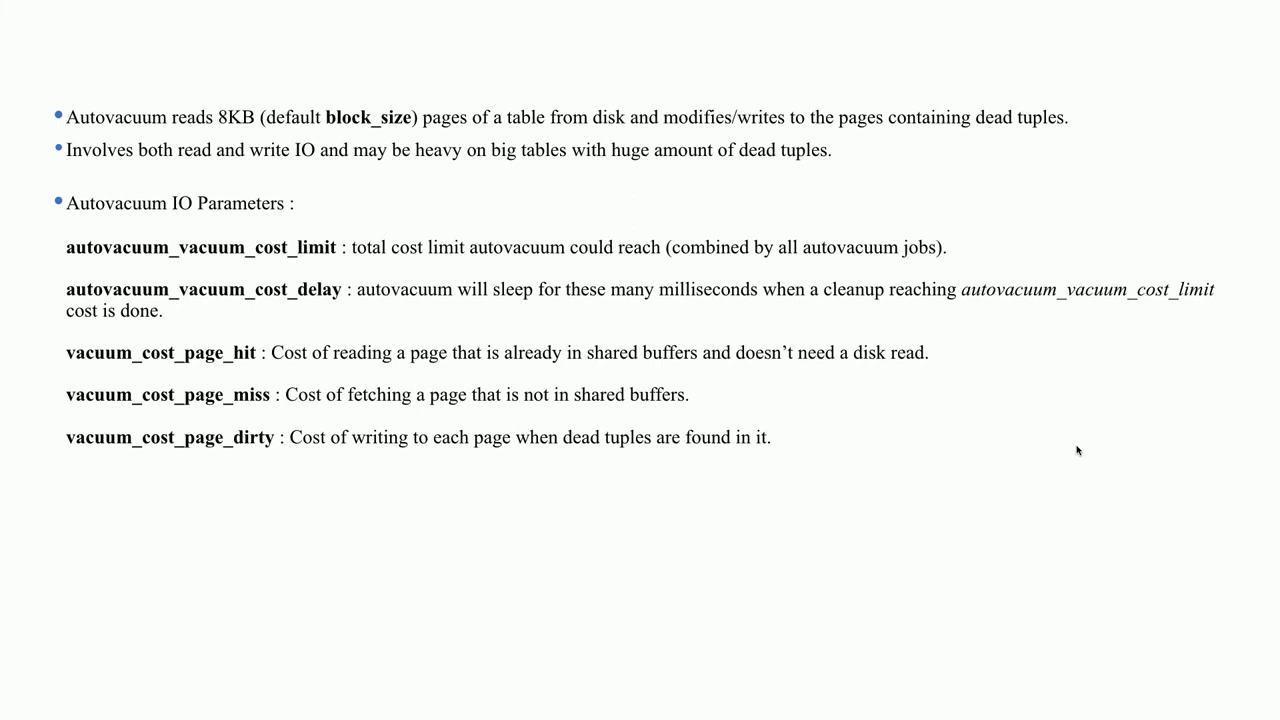 • Autovacuum reads 8KB (default block_size) pages of a table from disk and modifies/writes to the pages containing dead tuples.
• Involves both read and write IO and may be heavy on big tables with huge amount of dead tuples.
• Autovacuum IO Parameters :
autovacuum_vacuum_cost_limit : total cost limit autovacuum could reach (combined by all autovacuum jobs).
autovacuum_vacuum_cost_delay : autovacuum will sleep for these many milliseconds when a cleanup reaching autovacuum_vacuum_cost_limit
cost is done.
vacuum_cost_page_hit : Cost of reading a page that is already in shared buffers and doesn’t need a disk read.
vacuum_cost_page_miss : Cost of fetching a page that is not in shared buffers.
vacuum_cost_page_dirty : Cost of writing to each page when dead tuples are found in it.